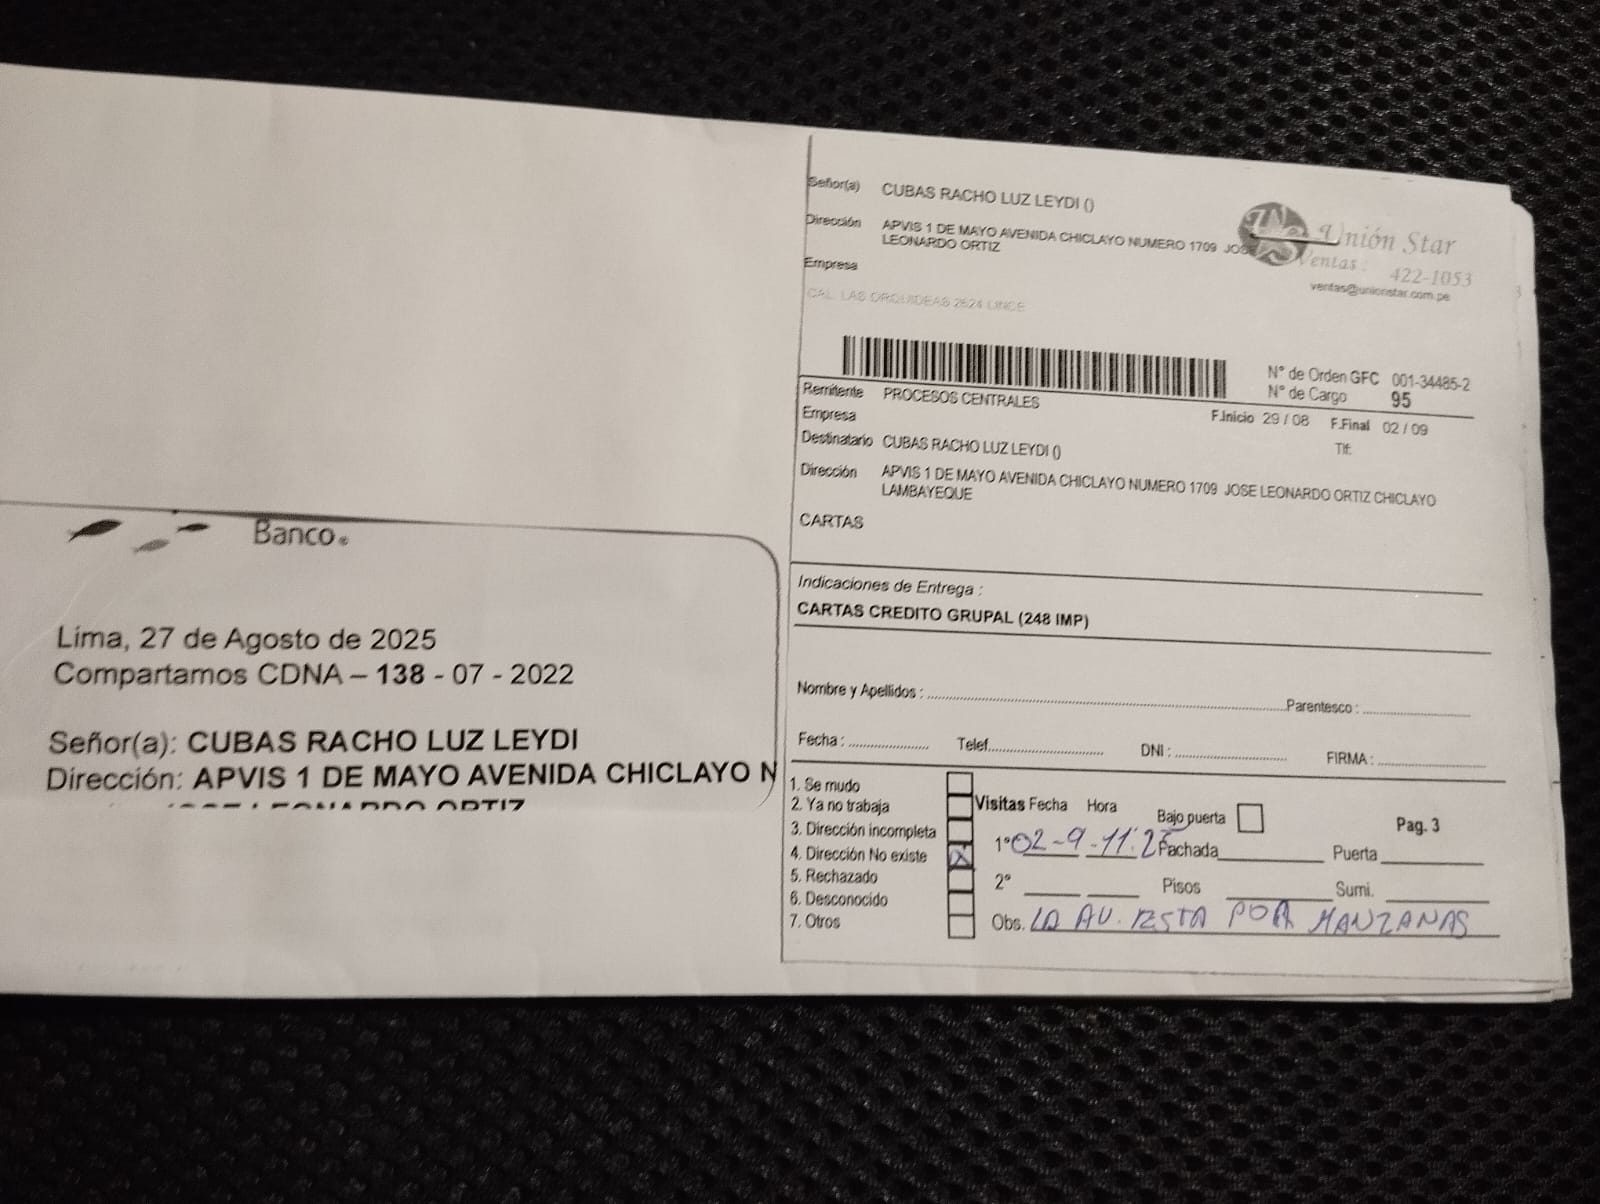 Señor(a) CUBAS RACHO LUZ LEYDI ()
Dirección APVIS 1 DE MAYO AVENIDA CHICLAYO NUMERO 1709 JOSE
LEONARDO ORTIZ
Empresa
CAL. LAS ORQUIDEAS 2624 LINCE
Unión Star
Ventas : 422-1053
ventas@unionstar.com.pe
N° de Orden GFC 001-34485-2
N° de Cargo 95
Remitente PROCESOS CENTRALES
Empresa F.Inicio 29 / 08 F.Final 02 / 09
Destinatario CUBAS RACHO LUZ LEYDI () Tlf:
Dirección APVIS 1 DE MAYO AVENIDA CHICLAYO NUMERO 1709 JOSE LEONARDO ORTIZ CHICLAYO
LAMBAYEQUE
CARTAS
Indicaciones de Entrega :
CARTAS CREDITO GRUPAL (248 IMP)
Nombre y Apellidos : Parentesco :
Fecha : Telef. DNI : FIRMA :
1. Se mudo
2. Ya no trabaja
3. Dirección incompleta
4. Dirección No existe X
5. Rechazado
6. Desconocido
7. Otros
Visitas Fecha Hora Bajo puerta Pag. 3
1° 02-9-11:25 Fachada Puerta
2° Pisos Sumi.
Obs. LA AV. ESTA POR MANZANAS
Banco
Lima, 27 de Agosto de 2025
Compartamos CDNA – 138 - 07 - 2022
Señor(a): CUBAS RACHO LUZ LEYDI
Dirección: APVIS 1 DE MAYO AVENIDA CHICLAYO N
JOSE LEONARDO ORTIZ